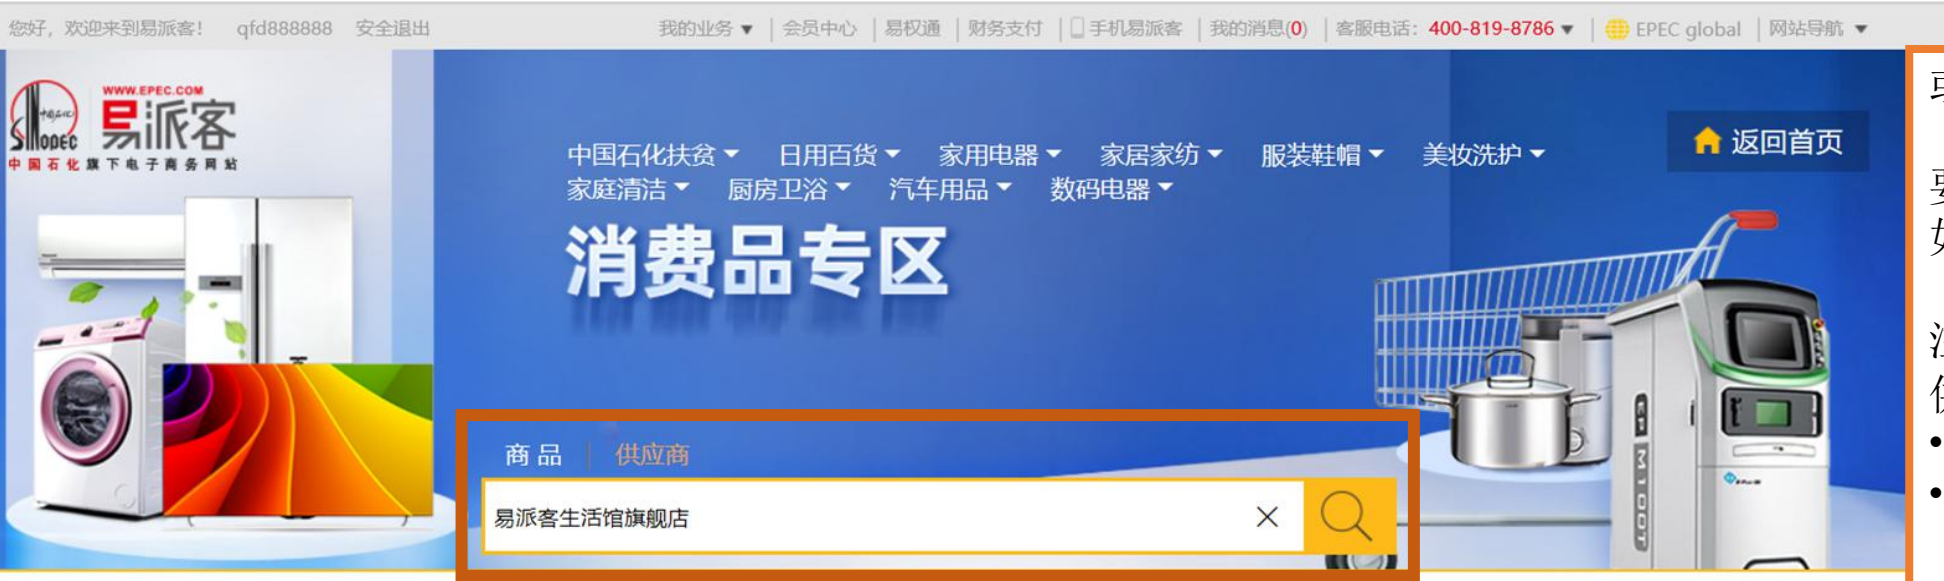 您好，欢迎来到易派客！ qfd888888 安全退出 我的业务 ▼ | 会员中心 | 易权通 | 财务支付 | 手机易派客 | 我的消息(0) | 客服电话：400-819-8786 ▼ | EPEC global | 网站导航 ▼
WWW.EPEC.COM
中国石化
SINOPEC 易派客
中国石化旗下电子商务网站
返回首页
中国石化扶贫 日用百货 家用电器 家居家纺 服装鞋帽 美妆洗护
家庭清洁 厨房卫浴 汽车用品 数码电器
消费品专区
商品 | 供应商
易派客生活馆旗舰店
EP M100T